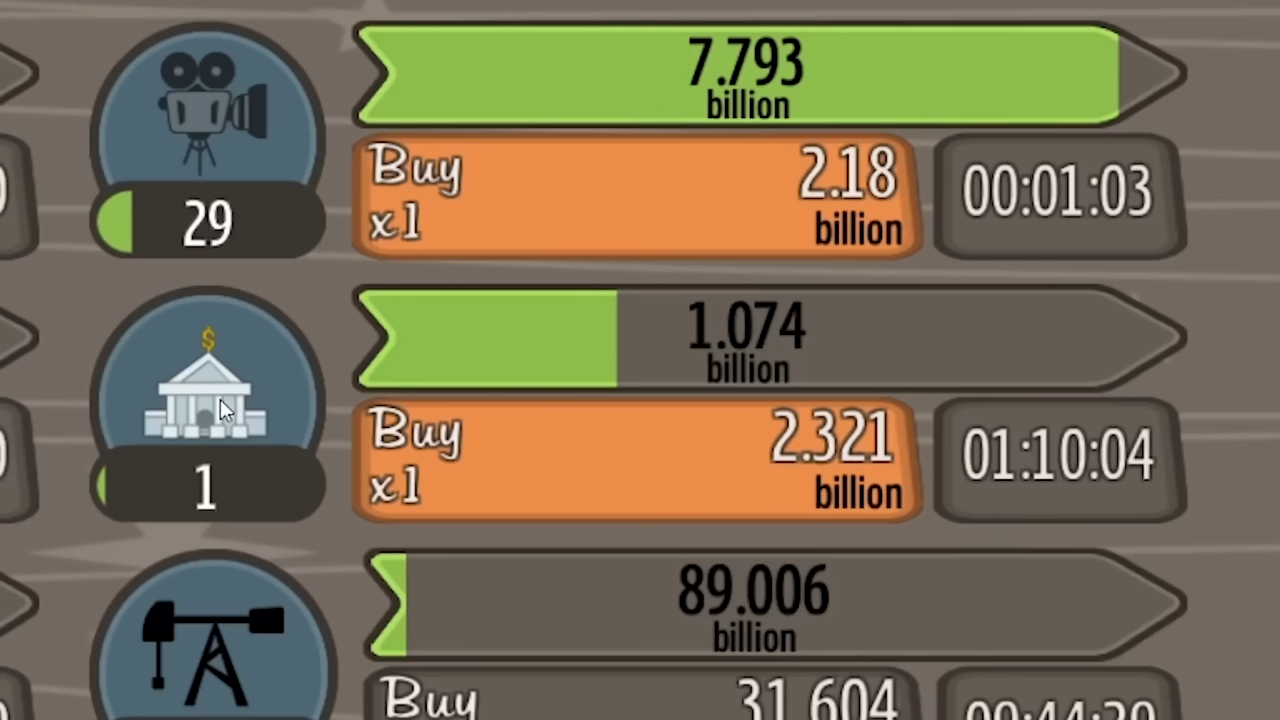 7.793
billion
Buy 2.18
x1 billion
00:01:03
29
1.074
billion
Buy 2.321
x1 billion
01:10:04
$
1
89.006
billion
Buy 31.604